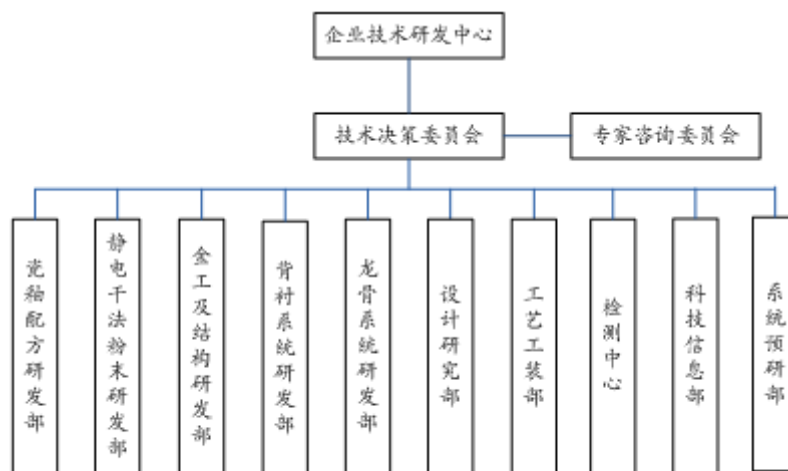 企业技术研发中心
技术决策委员会
专家咨询委员会
瓷釉配方研发部
静电干法粉末研发部
金工及结构研发部
背衬系统研发部
龙骨系统研发部
设计研究部
工艺工装部
检测中心
科技信息部
系统预研部